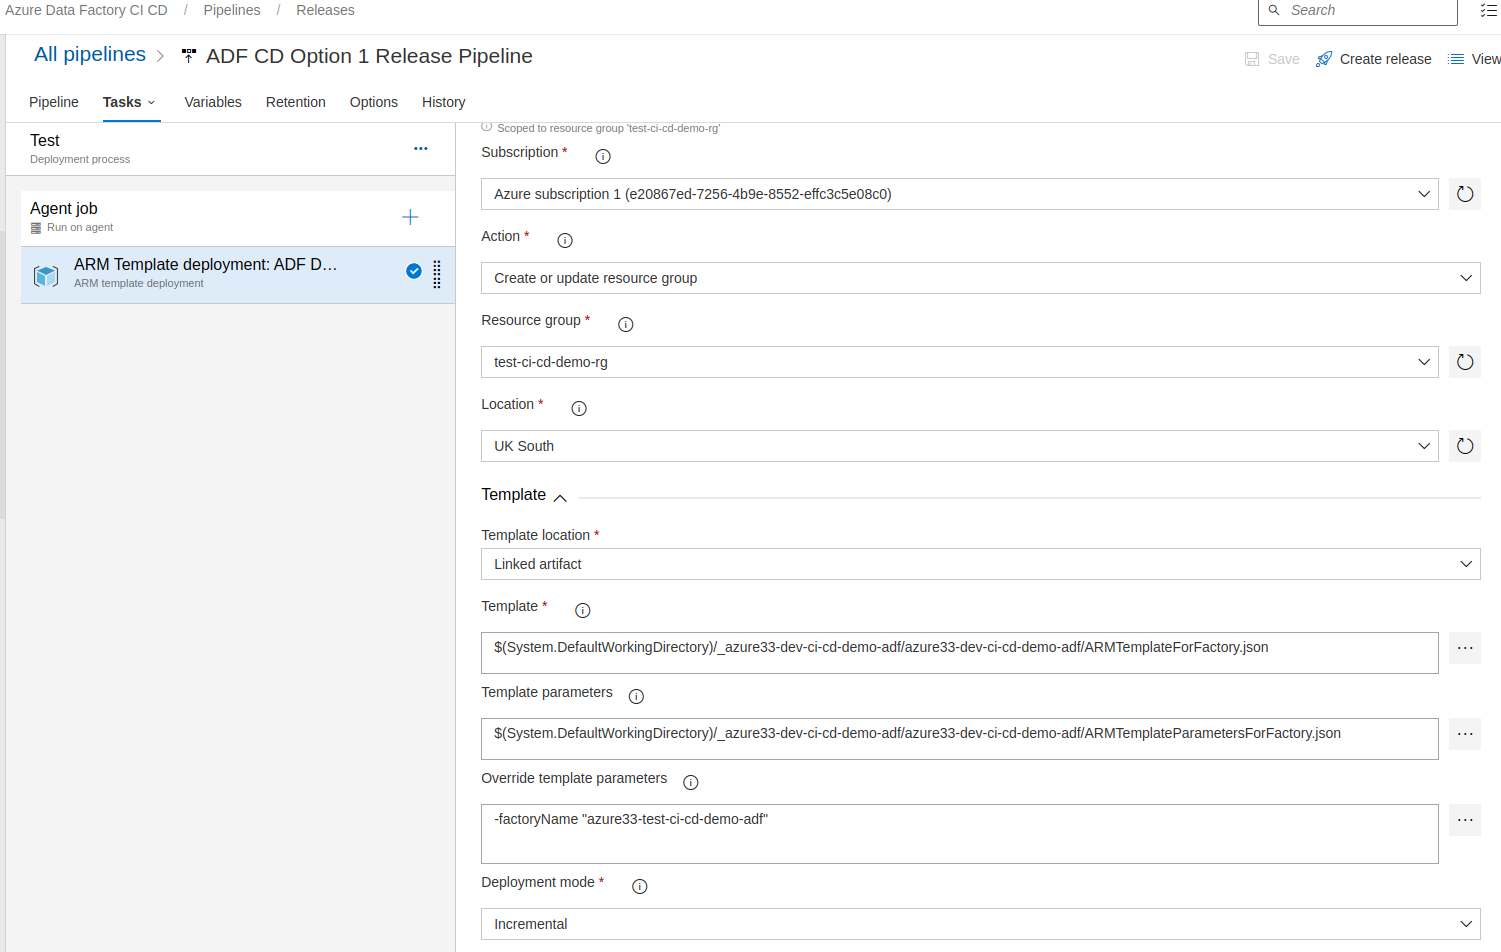 Azure Data Factory CI CD / Pipelines / Releases
Search
All pipelines > ADF CD Option 1 Release Pipeline
Save
Create release
View
Pipeline
Tasks
Variables
Retention
Options
History
Test
Deployment process
Agent job
Run on agent
ARM Template deployment: ADF D...
ARM template deployment
Scoped to resource group 'test-ci-cd-demo-rg'
Subscription *
Azure subscription 1 (e20867ed-7256-4b9e-8552-effc3c5e08c0)
Action *
Create or update resource group
Resource group *
test-ci-cd-demo-rg
Location *
UK South
Template
Template location *
Linked artifact
Template *
$(System.DefaultWorkingDirectory)/_azure33-dev-ci-cd-demo-adf/azure33-dev-ci-cd-demo-adf/ARMTemplateForFactory.json
Template parameters
$(System.DefaultWorkingDirectory)/_azure33-dev-ci-cd-demo-adf/azure33-dev-ci-cd-demo-adf/ARMTemplateParametersForFactory.json
Override template parameters
-factoryName "azure33-test-ci-cd-demo-adf"
Deployment mode *
Incremental